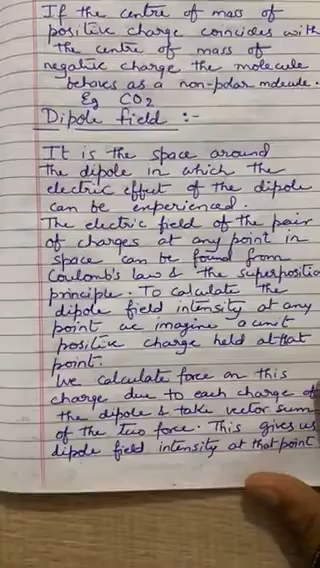 If the centre of mass of
positive charge coincides with
the centre of mass of
negative charge the molecule
behaves as a non-polar molecule.
Eg CO2
Dipole field :-
It is the space around
the dipole in which the
electric effect of the dipole
can be experienced.
The electric field of the pair
of charges at any point in
space can be found from
Coulomb's law & the superposition
principle. To calculate the
dipole field intensity at any
point we imagine a unit
positive charge held at that
point.
We calculate force on this
charge due to each charge of
the dipole & take vector sum
of the two force. This gives us
dipole field intensity at that point